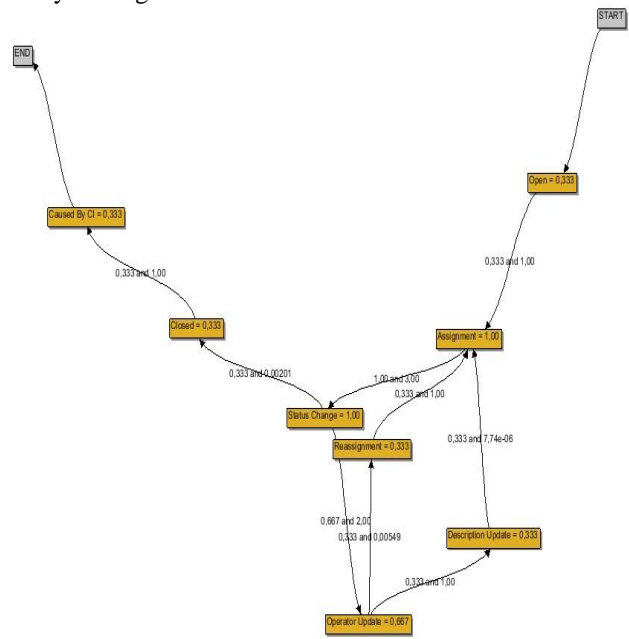 START
END
Open = 0,333
Caused By CI = 0,333
0,333 and 1,00
0,333 and 1,00
Closed = 0,333
Assignment = 1,00
0,333 and 0,00201
1,00 and 3,00
0,333 and 1,00
Status Change = 1,00
Reassignment = 0,333
0,333 and 7,74e-06
0,667 and 2,00
0,333 and 0,00549
Description Update = 0,333
0,333 and 1,00
Operator Update = 0,667